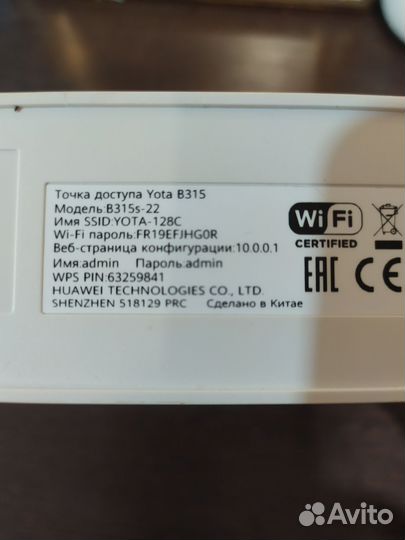 Точка доступа Yota B315
Модель:B315s-22
Имя SSID:YOTA-128C
Wi-Fi пароль:FR19EFJHG0R
Веб-страница конфигурации:10.0.0.1
Имя:admin Пароль:admin
WPS PIN:63259841
HUAWEI TECHNOLOGIES CO., LTD.
SHENZHEN 518129 PRC Сделано в Китае
WiFi
CERTIFIED
EAC CE
Avito